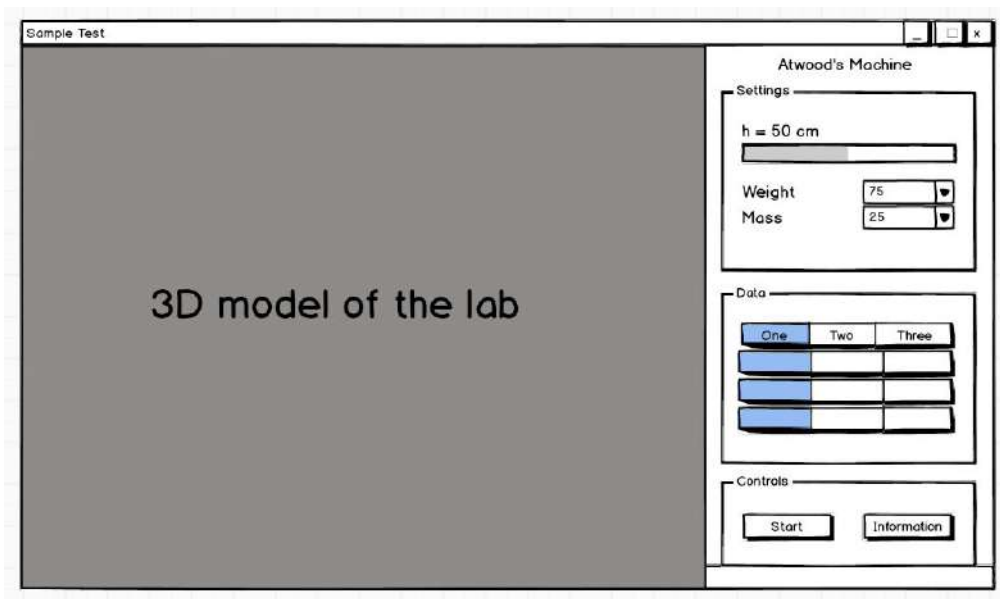 Sample Test
Atwood's Machine
Settings
h = 50 cm
Weight 75
Mass 25
3D model of the lab
Data
One Two Three
Controls
Start Information